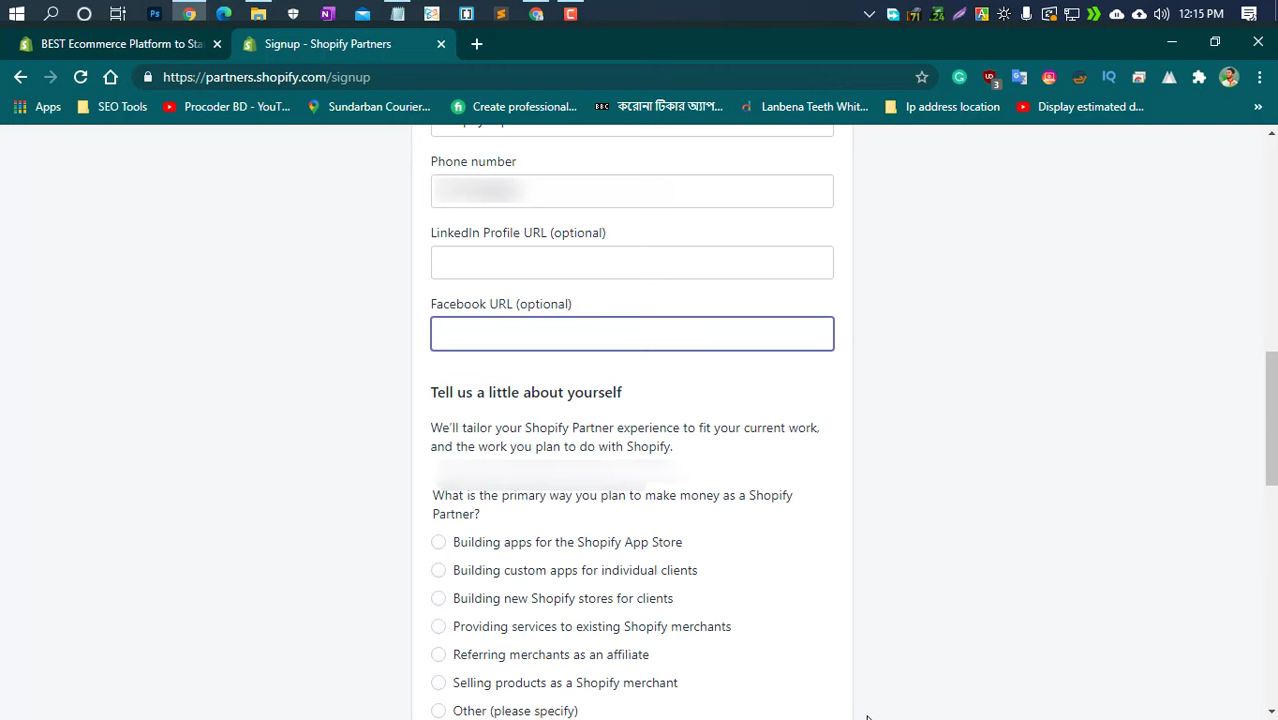 12:15 PM
BEST Ecommerce Platform to Sta
Signup - Shopify Partners
https://partners.shopify.com/signup
Apps
SEO Tools
Procoder BD - YouT...
Sundarban Courier...
Create professional...
BBC
করোনা টিকার অ্যাপ...
Lanbena Teeth Whit...
Ip address location
Display estimated d...
Phone number
LinkedIn Profile URL (optional)
Facebook URL (optional)
Tell us a little about yourself
We'll tailor your Shopify Partner experience to fit your current work,
and the work you plan to do with Shopify.
What is the primary way you plan to make money as a Shopify
Partner?
Building apps for the Shopify App Store
Building custom apps for individual clients
Building new Shopify stores for clients
Providing services to existing Shopify merchants
Referring merchants as an affiliate
Selling products as a Shopify merchant
Other (please specify)